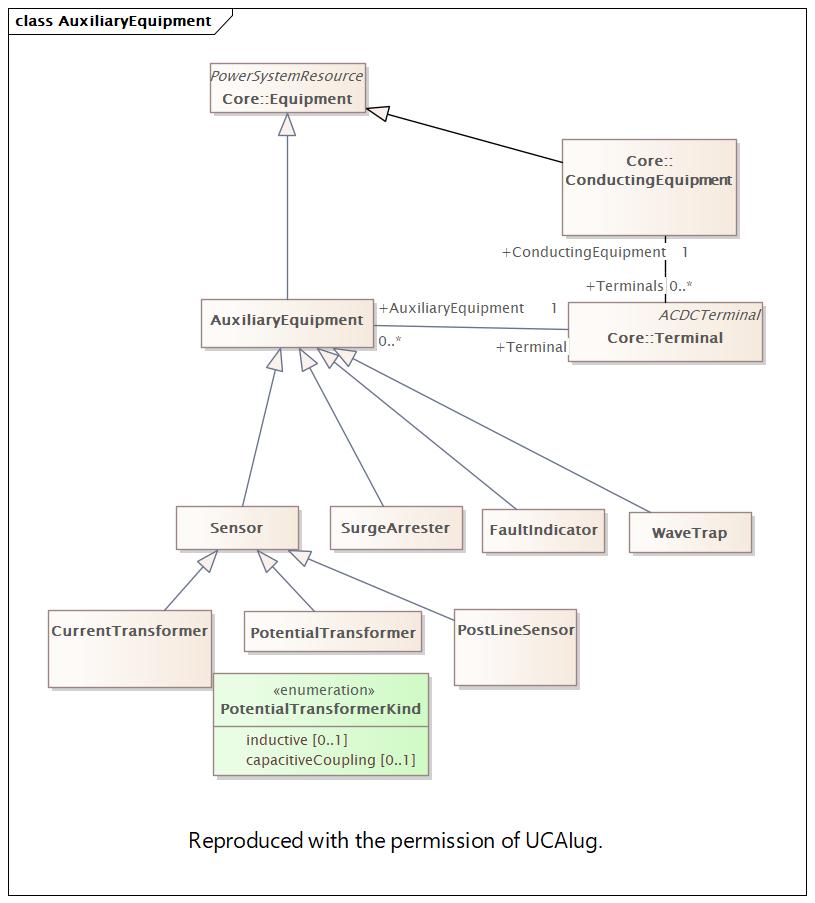 class AuxiliaryEquipment
PowerSystemResource
Core::Equipment
Core::
ConductingEquipment
+ConductingEquipment 1
+Terminals 0..*
AuxiliaryEquipment
+AuxiliaryEquipment 1
0..*
+Terminal
ACDCTerminal
Core::Terminal
Sensor
SurgeArrester
FaultIndicator
WaveTrap
CurrentTransformer
PotentialTransformer
PostLineSensor
«enumeration»
PotentialTransformerKind
inductive [0..1]
capacitiveCoupling [0..1]
Reproduced with the permission of UCAIug.